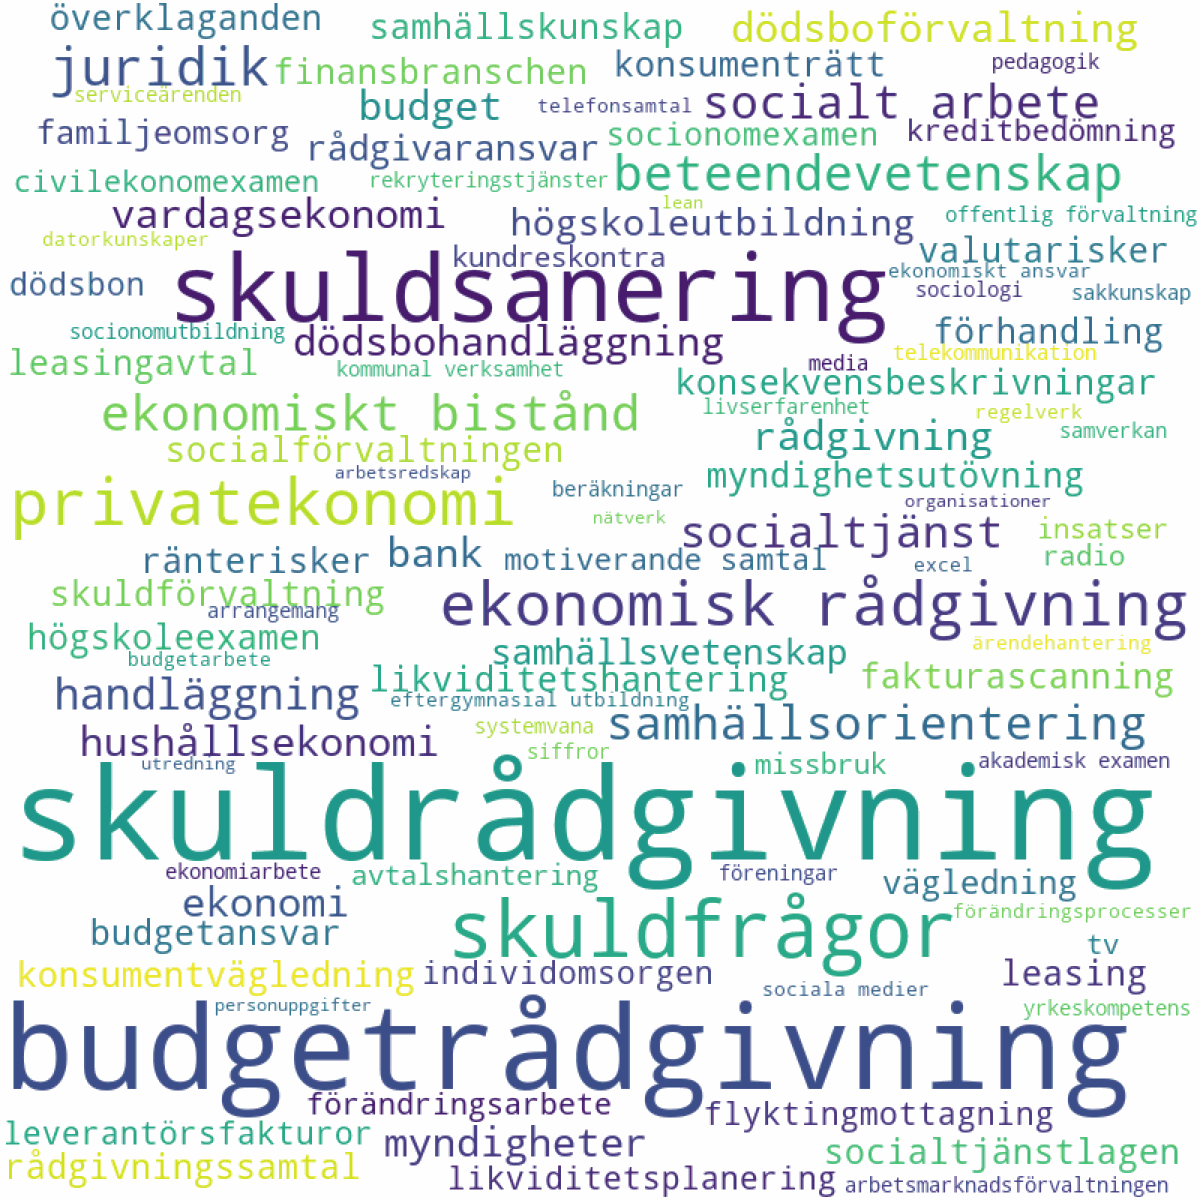 överklaganden
samhällskunskap
dödsboförvaltning
juridik
finansbranschen
konsumenträtt
pedagogik
serviceärenden
budget
telefonsamtal
socialt arbete
familjeomsorg
rådgivaransvar
socionomexamen
kreditbedömning
civilekonomexamen
rekryteringstjänster
beteendevetenskap
lean
vardagsekonomi
högskoleutbildning
offentlig förvaltning
datorkunskaper
kundreskontra
valutarisker
dödsbon
skuldsanering
ekonomiskt ansvar
sociologi
sakkunskap
socionomutbildning
dödsbohandläggning
förhandling
leasingavtal
kommunal verksamhet
media
telekommunikation
konsekvensbeskrivningar
ekonomiskt bistånd
livserfarenhet
regelverk
socialförvaltningen
rådgivning
samverkan
arbetsredskap
myndighetsutövning
privatekonomi
beräkningar
organisationer
nätverk
socialtjänst
insatser
ränterisker
bank
motiverande samtal
excel
radio
skuldförvaltning
arrangemang
ekonomisk rådgivning
högskoleexamen
budgetarbete
samhällsvetenskap
ärendehantering
handläggning
likviditetshantering
eftergymnasial utbildning
fakturascanning
hushållsekonomi
systemvana
siffror
samhällsorientering
utredning
missbruk
akademisk examen
skuldrådgivning
ekonomiarbete
avtalshantering
föreningar
vägledning
ekonomi
skuldfrågor
förändringsprocesser
budgetansvar
tv
konsumentvägledning
individomsorgen
sociala medier
leasing
personuppgifter
yrkeskompetens
budgetrådgivning
förändringsarbete
flyktingmottagning
leverantörsfakturor
myndigheter
socialtjänstlagen
rådgivningssamtal
likviditetsplanering
arbetsmarknadsförvaltningen